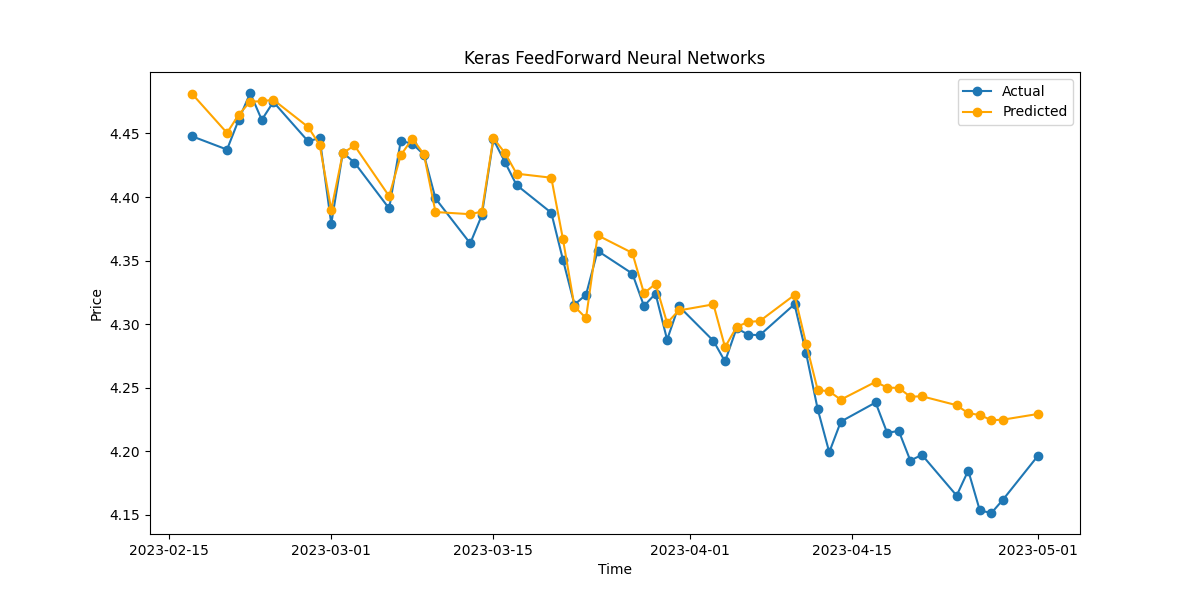 Keras FeedForward Neural Networks
Actual
Predicted
Price
4.45
4.40
4.35
4.30
4.25
4.20
4.15
2023-02-15
2023-03-01
2023-03-15
2023-04-01
2023-04-15
2023-05-01
Time